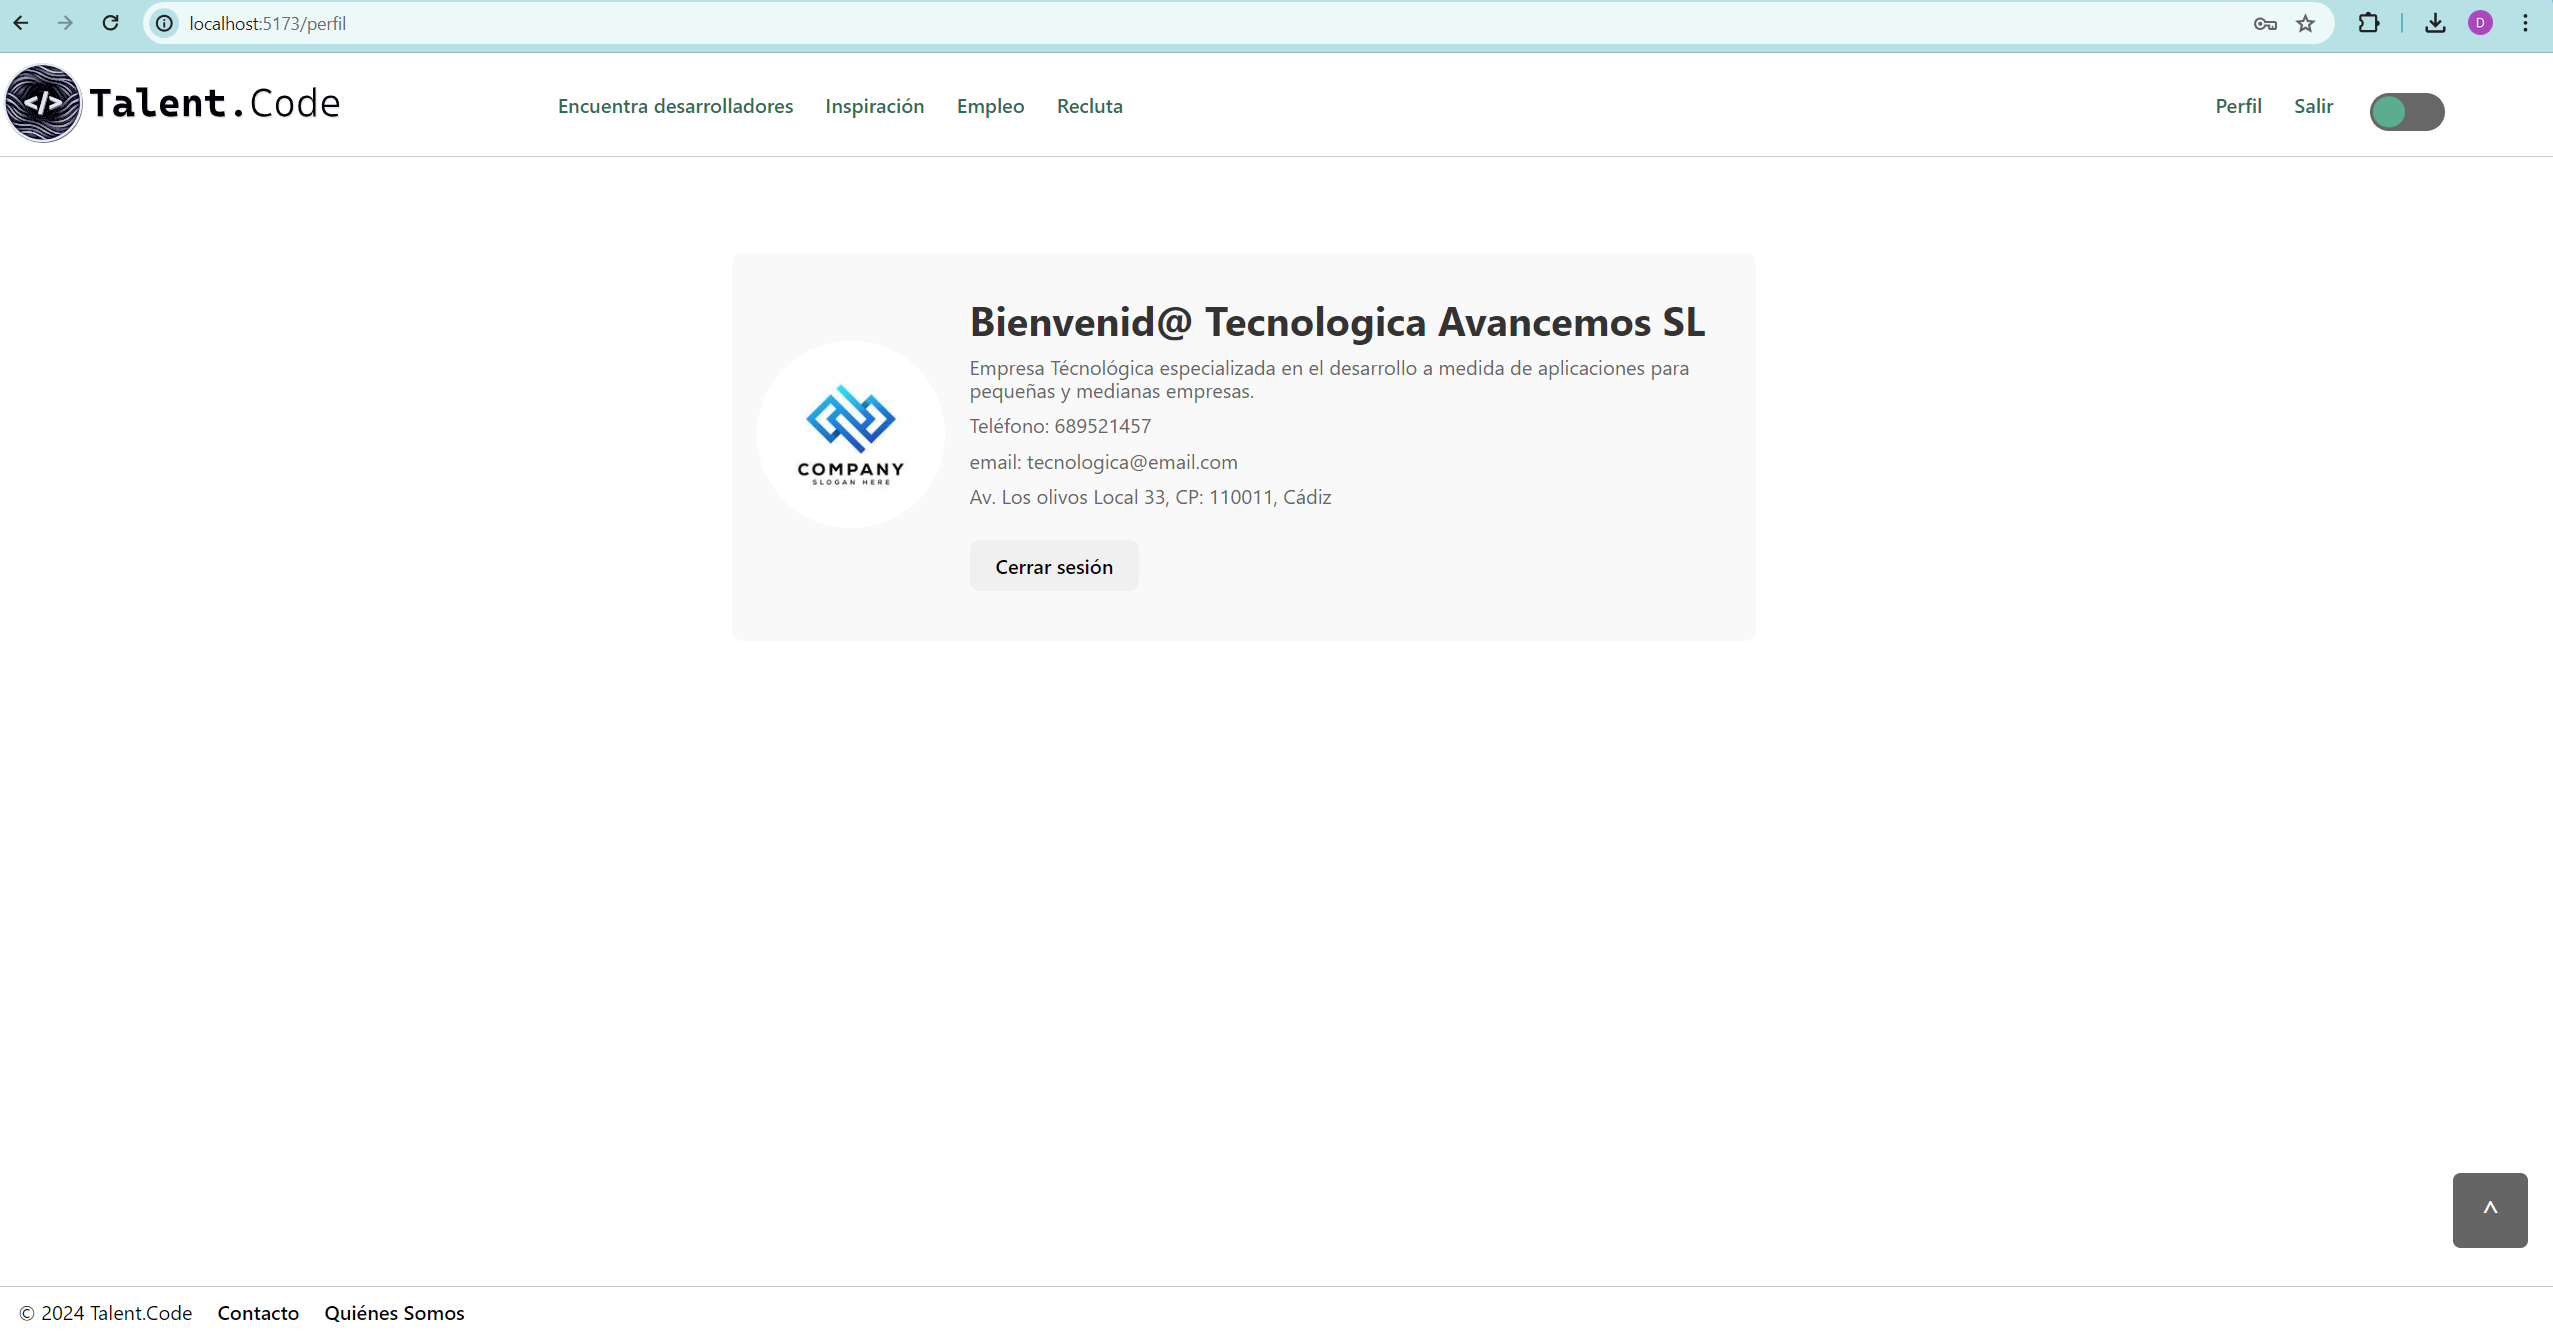 localhost:5173/perfil
D
</> Talent.Code
Encuentra desarrolladores Inspiración Empleo Recluta
Perfil Salir
Bienvenid@ Tecnologica Avancemos SL
Empresa Técnológica especializada en el desarrollo a medida de aplicaciones para
pequeñas y medianas empresas.
Teléfono: 689521457
email: tecnologica@email.com
Av. Los olivos Local 33, CP: 110011, Cádiz
COMPANY
SLOGAN HERE
Cerrar sesión
^
© 2024 Talent.Code Contacto Quiénes Somos